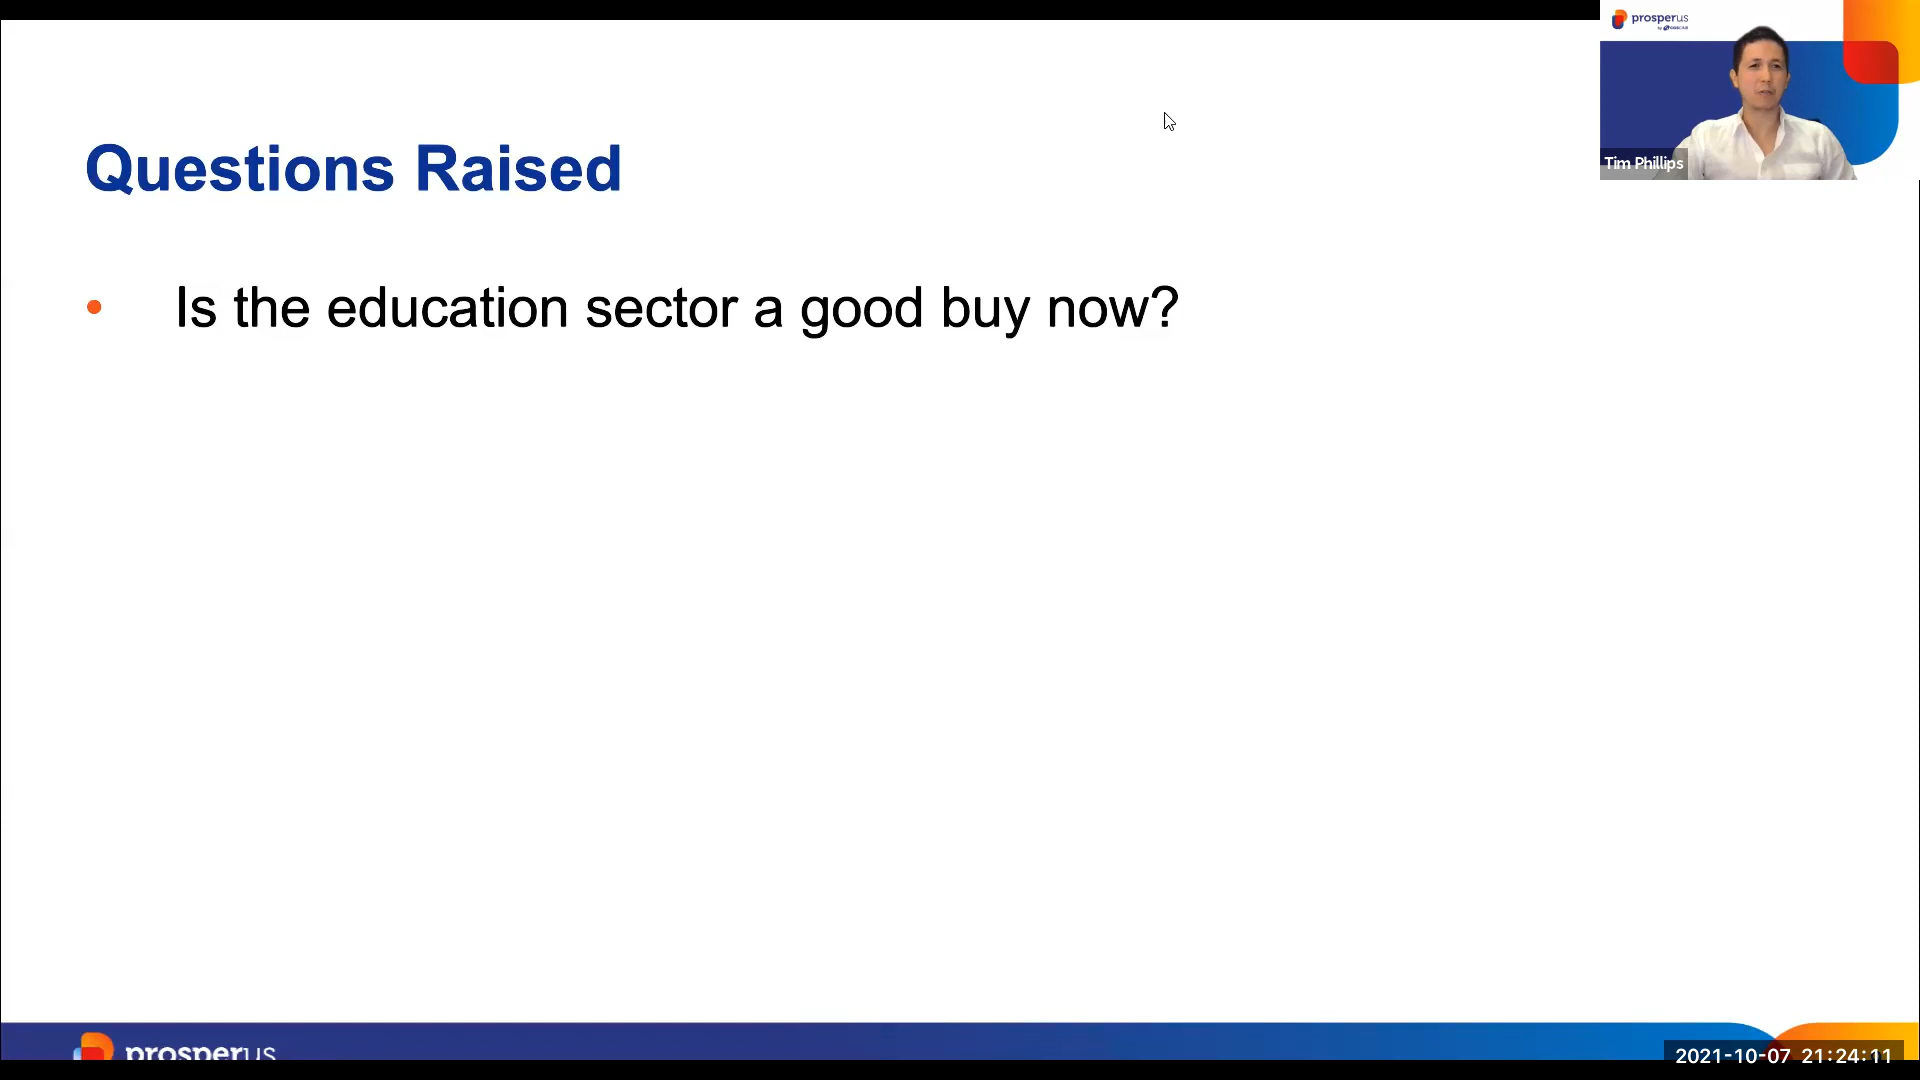 prosperus
Tim Phillips
Questions Raised
• Is the education sector a good buy now?
prosperus
2021-10-07 21:24:11